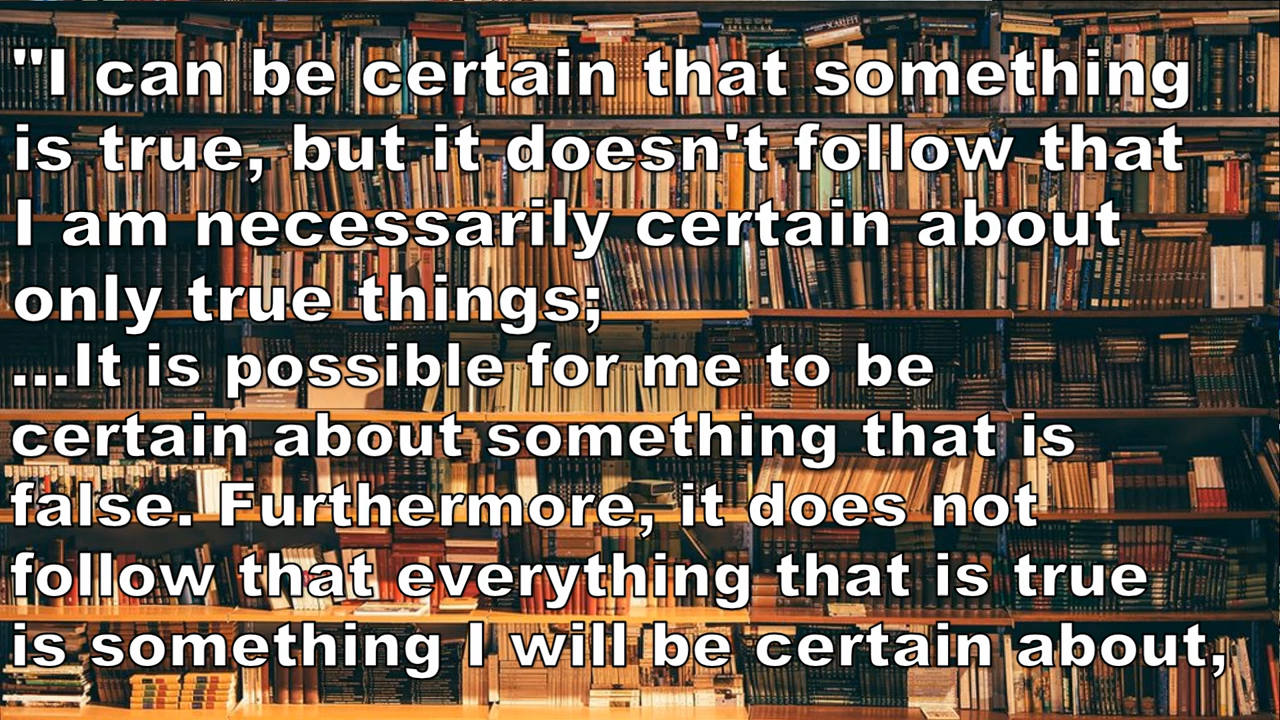 "I can be certain that something
is true, but it doesn't follow that
I am necessarily certain about
only true things;
...It is possible for me to be
certain about something that is
false. Furthermore, it does not
follow that everything that is true
is something I will be certain about,